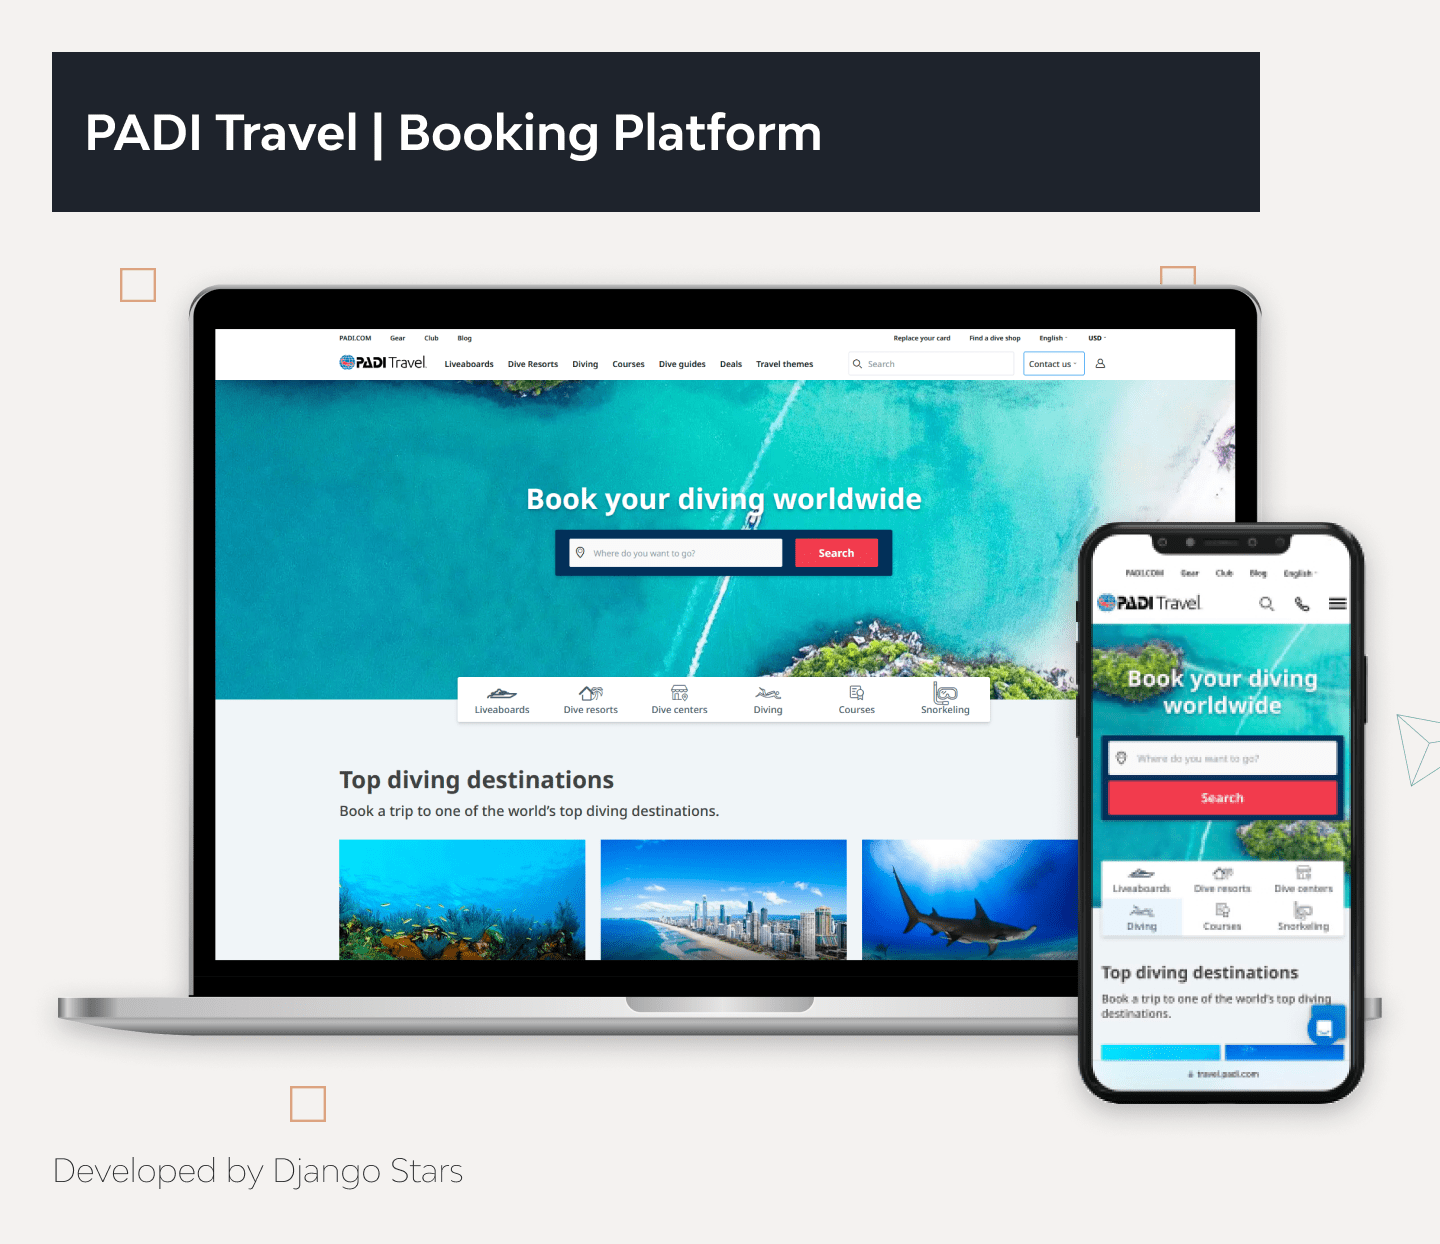 PADI Travel | Booking Platform
PADI.COM Gear Club Blog Replace your card Find a dive shop English USD
PADI Travel Liveaboards Dive Resorts Diving Courses Dive guides Deals Travel themes Search Contact us
Book your diving worldwide
Where do you want to go? Search
Liveaboards Dive resorts Dive centers Diving Courses Snorkeling
Top diving destinations
Book a trip to one of the world's top diving destinations.
PADI.COM Gear Club Blog English
PADI Travel
Book your diving
worldwide
Where do you want to go?
Search
Liveaboards Dive resorts Dive centers
Diving Courses Snorkeling
Top diving destinations
Book a trip to one of the world's top diving
destinations.
travel.padi.com
Developed by Django Stars